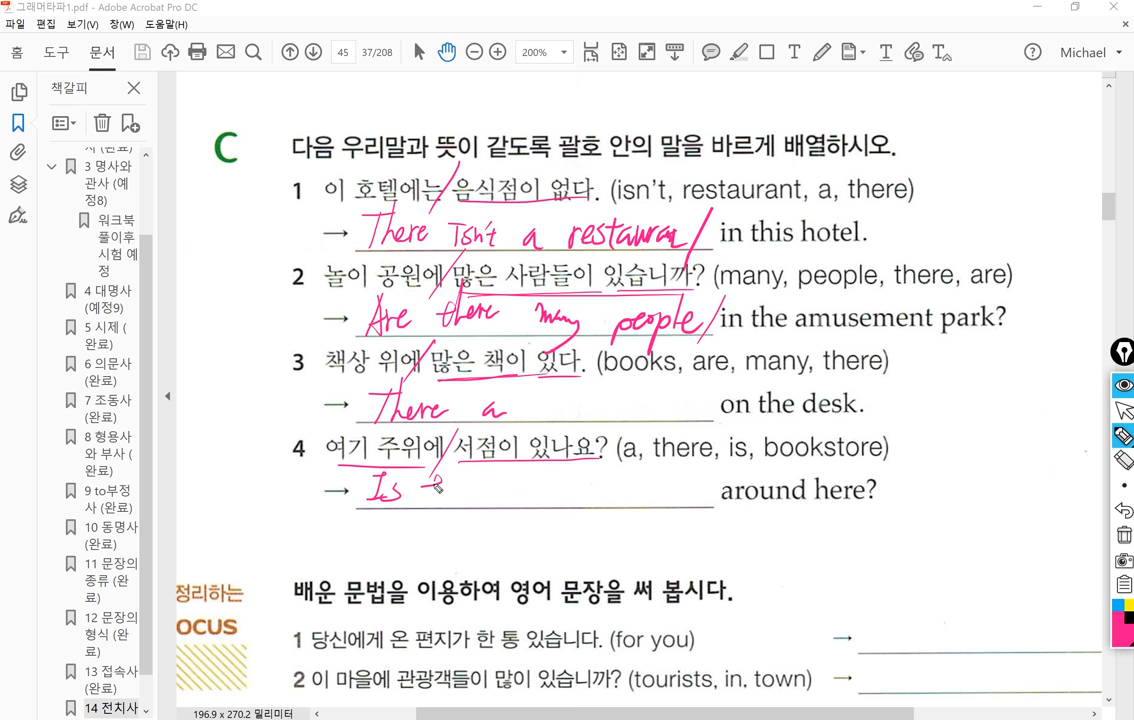 그래머타파1.pdf - Adobe Acrobat Pro DC
파일 편집 보기(V) 창(W) 도움말(H)
홈 도구 문서 45 37/208 200% Michael
책갈피
3 명사와
관사 (예
정8)
워크북
풀이후
시험 예
정
4 대명사
(예정9)
5 시제 (
완료)
6 의문사
(완료)
7 조동사
(완료)
8 형용사
와 부사 (
완료)
9 to부정
사 (완료)
10 동명사
(완료)
11 문장의
종류 (완
료)
12 문장의
형식 (완
료)
13 접속사
(완료)
14 전치사
C 다음 우리말과 뜻이 같도록 괄호 안의 말을 바르게 배열하시오.
1 이 호텔에는 음식점이 없다. (isn't, restaurant, a, there)
→ There isn't a restauran in this hotel.
2 놀이 공원에 많은 사람들이 있습니까? (many, people, there, are)
→ Are there many people in the amusement park?
3 책상 위에 많은 책이 있다. (books, are, many, there)
→ There a on the desk.
4 여기 주위에 서점이 있나요? (a, there, is, bookstore)
→ Is around here?
정리하는
OCUS
배운 문법을 이용하여 영어 문장을 써 봅시다.
1 당신에게 온 편지가 한 통 있습니다. (for you) →
2 이 마을에 관광객들이 많이 있습니까? (tourists, in, town) →
196.9 x 270.2 밀리미터